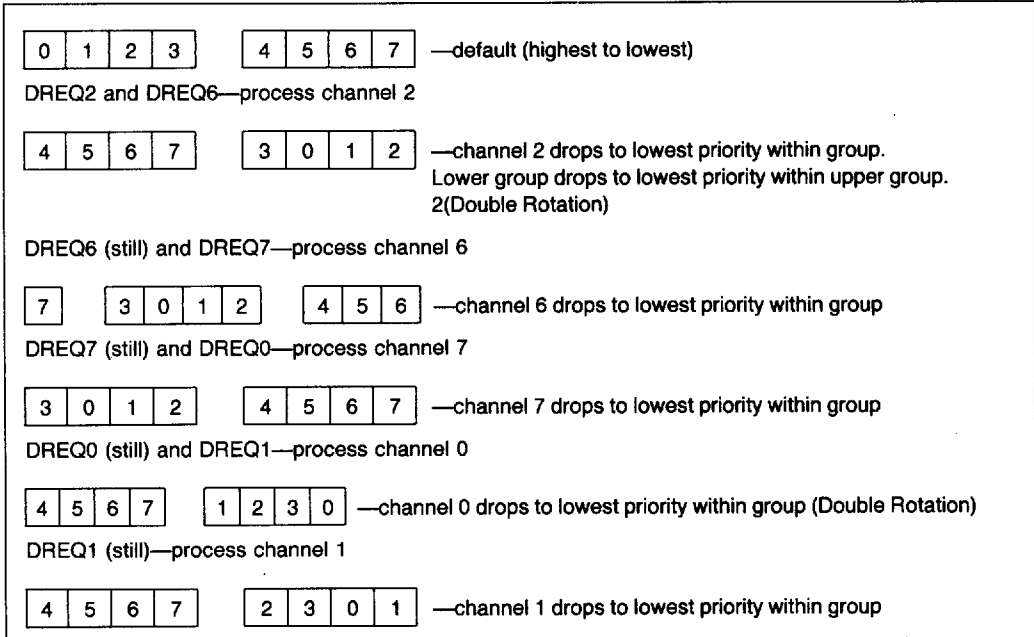 0 1 2 3 4 5 6 7 —default (highest to lowest)
DREQ2 and DREQ6—process channel 2
4 5 6 7 3 0 1 2 —channel 2 drops to lowest priority within group.
Lower group drops to lowest priority within upper group.
2(Double Rotation)
DREQ6 (still) and DREQ7—process channel 6
7 3 0 1 2 4 5 6 —channel 6 drops to lowest priority within group
DREQ7 (still) and DREQ0—process channel 7
3 0 1 2 4 5 6 7 —channel 7 drops to lowest priority within group
DREQ0 (still) and DREQ1—process channel 0
4 5 6 7 1 2 3 0 —channel 0 drops to lowest priority within group (Double Rotation)
DREQ1 (still)—process channel 1
4 5 6 7 2 3 0 1 —channel 1 drops to lowest priority within group